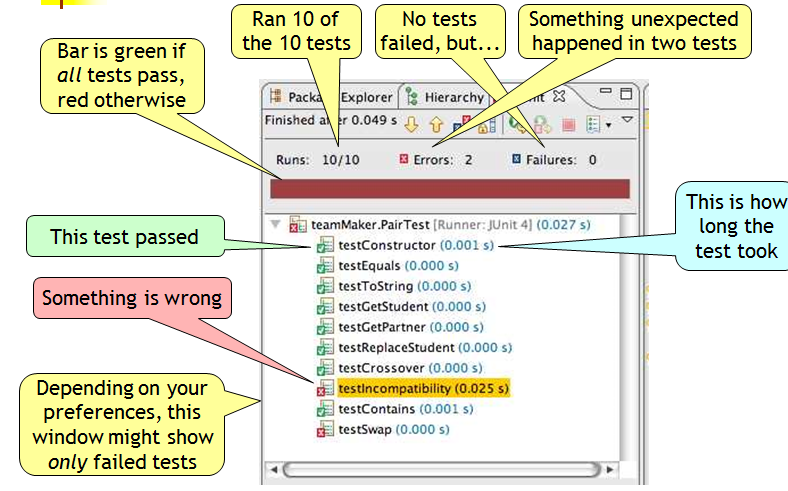 Ran 10 of
the 10 tests
No tests
failed, but...
Something unexpected
happened in two tests
Bar is green if
all tests pass,
red otherwise
Explorer
Hierarchy
Finished after 0.049 s
Runs: 10/10
Errors: 2
Failures: 0
This test passed
Something is wrong
Depending on your
preferences, this
window might show
only failed tests
This is how
long the
test took
teamMaker.PairTest [Runner: JUnit 4] (0.027 s)
testConstructor (0.001 s)
testEquals (0.000 s)
testToString (0.000 s)
testGetStudent (0.000 s)
testGetPartner (0.000 s)
testReplaceStudent (0.000 s)
testCrossover (0.000 s)
testIncompatibility (0.025 s)
testContains (0.001 s)
testSwap (0.000 s)